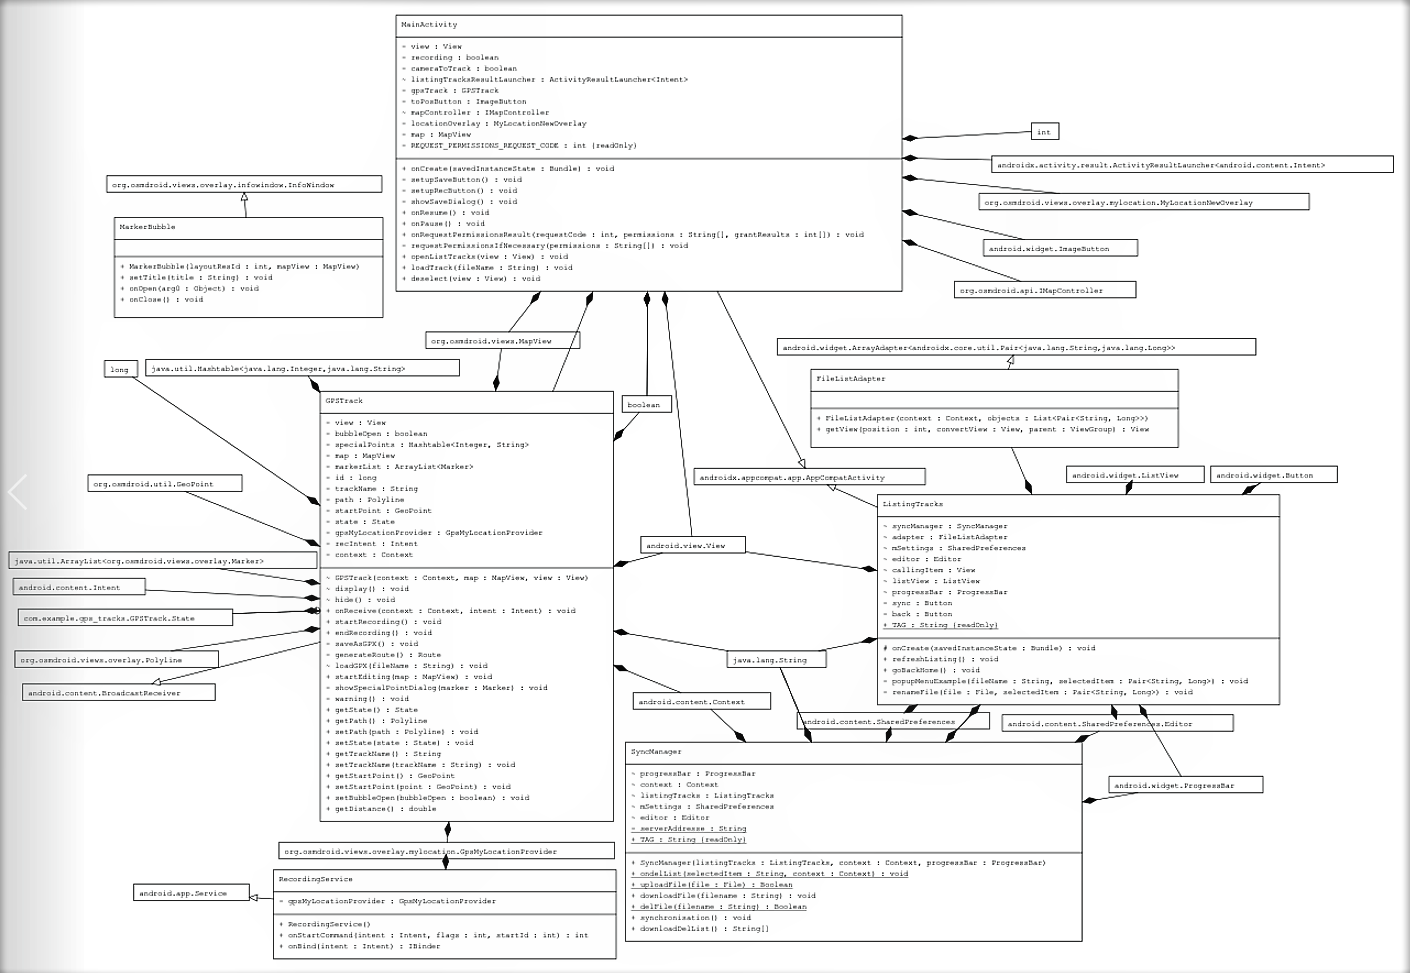 MainActivity
- view : View
- recording : boolean
- cameraToTrack : boolean
~ listingTracksResultLauncher : ActivityResultLauncher<Intent>
- gpsTrack : GPSTrack
- toPosButton : ImageButton
- mapController : IMapController
- locationOverlay : MyLocationNewOverlay
- map : MapView
- REQUEST_PERMISSIONS_REQUEST_CODE : int {readOnly}
+ onCreate(savedInstanceState : Bundle) : void
- setupSaveButton() : void
- setupRecButton() : void
- showSaveDialog() : void
+ onResume() : void
+ onPause() : void
+ onRequestPermissionsResult(requestCode : int, permissions : String[], grantResults : int[]) : void
- requestPermissionsIfNecessary(permissions : String[]) : void
+ openListTracks(view : View) : void
+ loadTrack(fileName : String) : void
+ deselect(view : View) : void
int
androidx.activity.result.ActivityResultLauncher<android.content.Intent>
org.osmdroid.views.overlay.mylocation.MyLocationNewOverlay
android.widget.ImageButton
org.osmdroid.api.IMapController
org.osmdroid.views.overlay.infowindow.InfoWindow
MarkerBubble
+ MarkerBubble(layoutResId : int, mapView : MapView)
+ setTitle(title : String) : void
+ onOpen(arg0 : Object) : void
+ onClose() : void
org.osmdroid.views.MapView
long
java.util.Hashtable<java.lang.Integer,java.lang.String>
boolean
android.widget.ArrayAdapter<androidx.core.util.Pair<java.lang.String,java.lang.Long>>
FileListAdapter
+ FileListAdapter(context : Context, objects : List<Pair<String, Long>>)
+ getView(position : int, convertView : View, parent : ViewGroup) : View
GPSTrack
- view : View
- bubbleOpen : boolean
- specialPoints : Hashtable<Integer, String>
- map : MapView
- markerList : ArrayList<Marker>
- id : long
- trackName : String
- path : Polyline
- startPoint : GeoPoint
- state : State
- gpsMyLocationProvider : GpsMyLocationProvider
- recIntent : Intent
- context : Context
~ GPSTrack(context : Context, map : MapView, view : View)
~ display() : void
~ hide() : void
+ onReceive(context : Context, intent : Intent) : void
+ startRecording() : void
+ endRecording() : void
- saveAsGPX() : void
- generateRoute() : Route
~ loadGPX(fileName : String) : void
+ startEditing(map : MapView) : void
- showSpecialPointDialog(marker : Marker) : void
- warning() : void
+ getState() : State
+ getPath() : Polyline
+ setPath(path : Polyline) : void
+ setState(state : State) : void
+ getTrackName() : String
+ setTrackName(trackName : String) : void
+ getStartPoint() : GeoPoint
+ setStartPoint(point : GeoPoint) : void
+ setBubbleOpen(bubbleOpen : boolean) : void
+ getDistance() : double
org.osmdroid.util.GeoPoint
java.util.ArrayList<org.osmdroid.views.overlay.Marker>
android.content.Intent
com.example.gps_tracks.GPSTrack.State
org.osmdroid.views.overlay.Polyline
android.content.BroadcastReceiver
androidx.appcompat.app.AppCompatActivity
android.view.View
java.lang.String
android.content.Context
android.widget.ListView
android.widget.Button
ListingTracks
~ syncManager : SyncManager
~ adapter : FileListAdapter
~ mSettings : SharedPreferences
~ editor : Editor
~ callingItem : View
~ listView : ListView
~ progressBar : ProgressBar
- sync : Button
- back : Button
+ TAG : String {readOnly}
# onCreate(savedInstanceState : Bundle) : void
+ refreshListing() : void
+ goBackHome() : void
- popupMenuExample(fileName : String, selectedItem : Pair<String, Long>) : void
- renameFile(file : File, selectedItem : Pair<String, Long>) : void
android.content.SharedPreferences
android.content.SharedPreferences.Editor
android.widget.ProgressBar
SyncManager
~ progressBar : ProgressBar
~ context : Context
~ listingTracks : ListingTracks
~ mSettings : SharedPreferences
~ editor : Editor
- serverAddresse : String
+ TAG : String {readOnly}
+ SyncManager(listingTracks : ListingTracks, context : Context, progressBar : ProgressBar)
+ ondelList(selectedItem : String, context : Context) : void
+ uploadFile(file : File) : Boolean
+ downloadFile(filename : String) : void
+ delFile(filename : String) : Boolean
+ synchronisation() : void
+ downloadDelList() : String[]
org.osmdroid.views.overlay.mylocation.GpsMyLocationProvider
android.app.Service
RecordingService
- gpsMyLocationProvider : GpsMyLocationProvider
+ RecordingService()
+ onStartCommand(intent : Intent, flags : int, startId : int) : int
+ onBind(intent : Intent) : IBinder